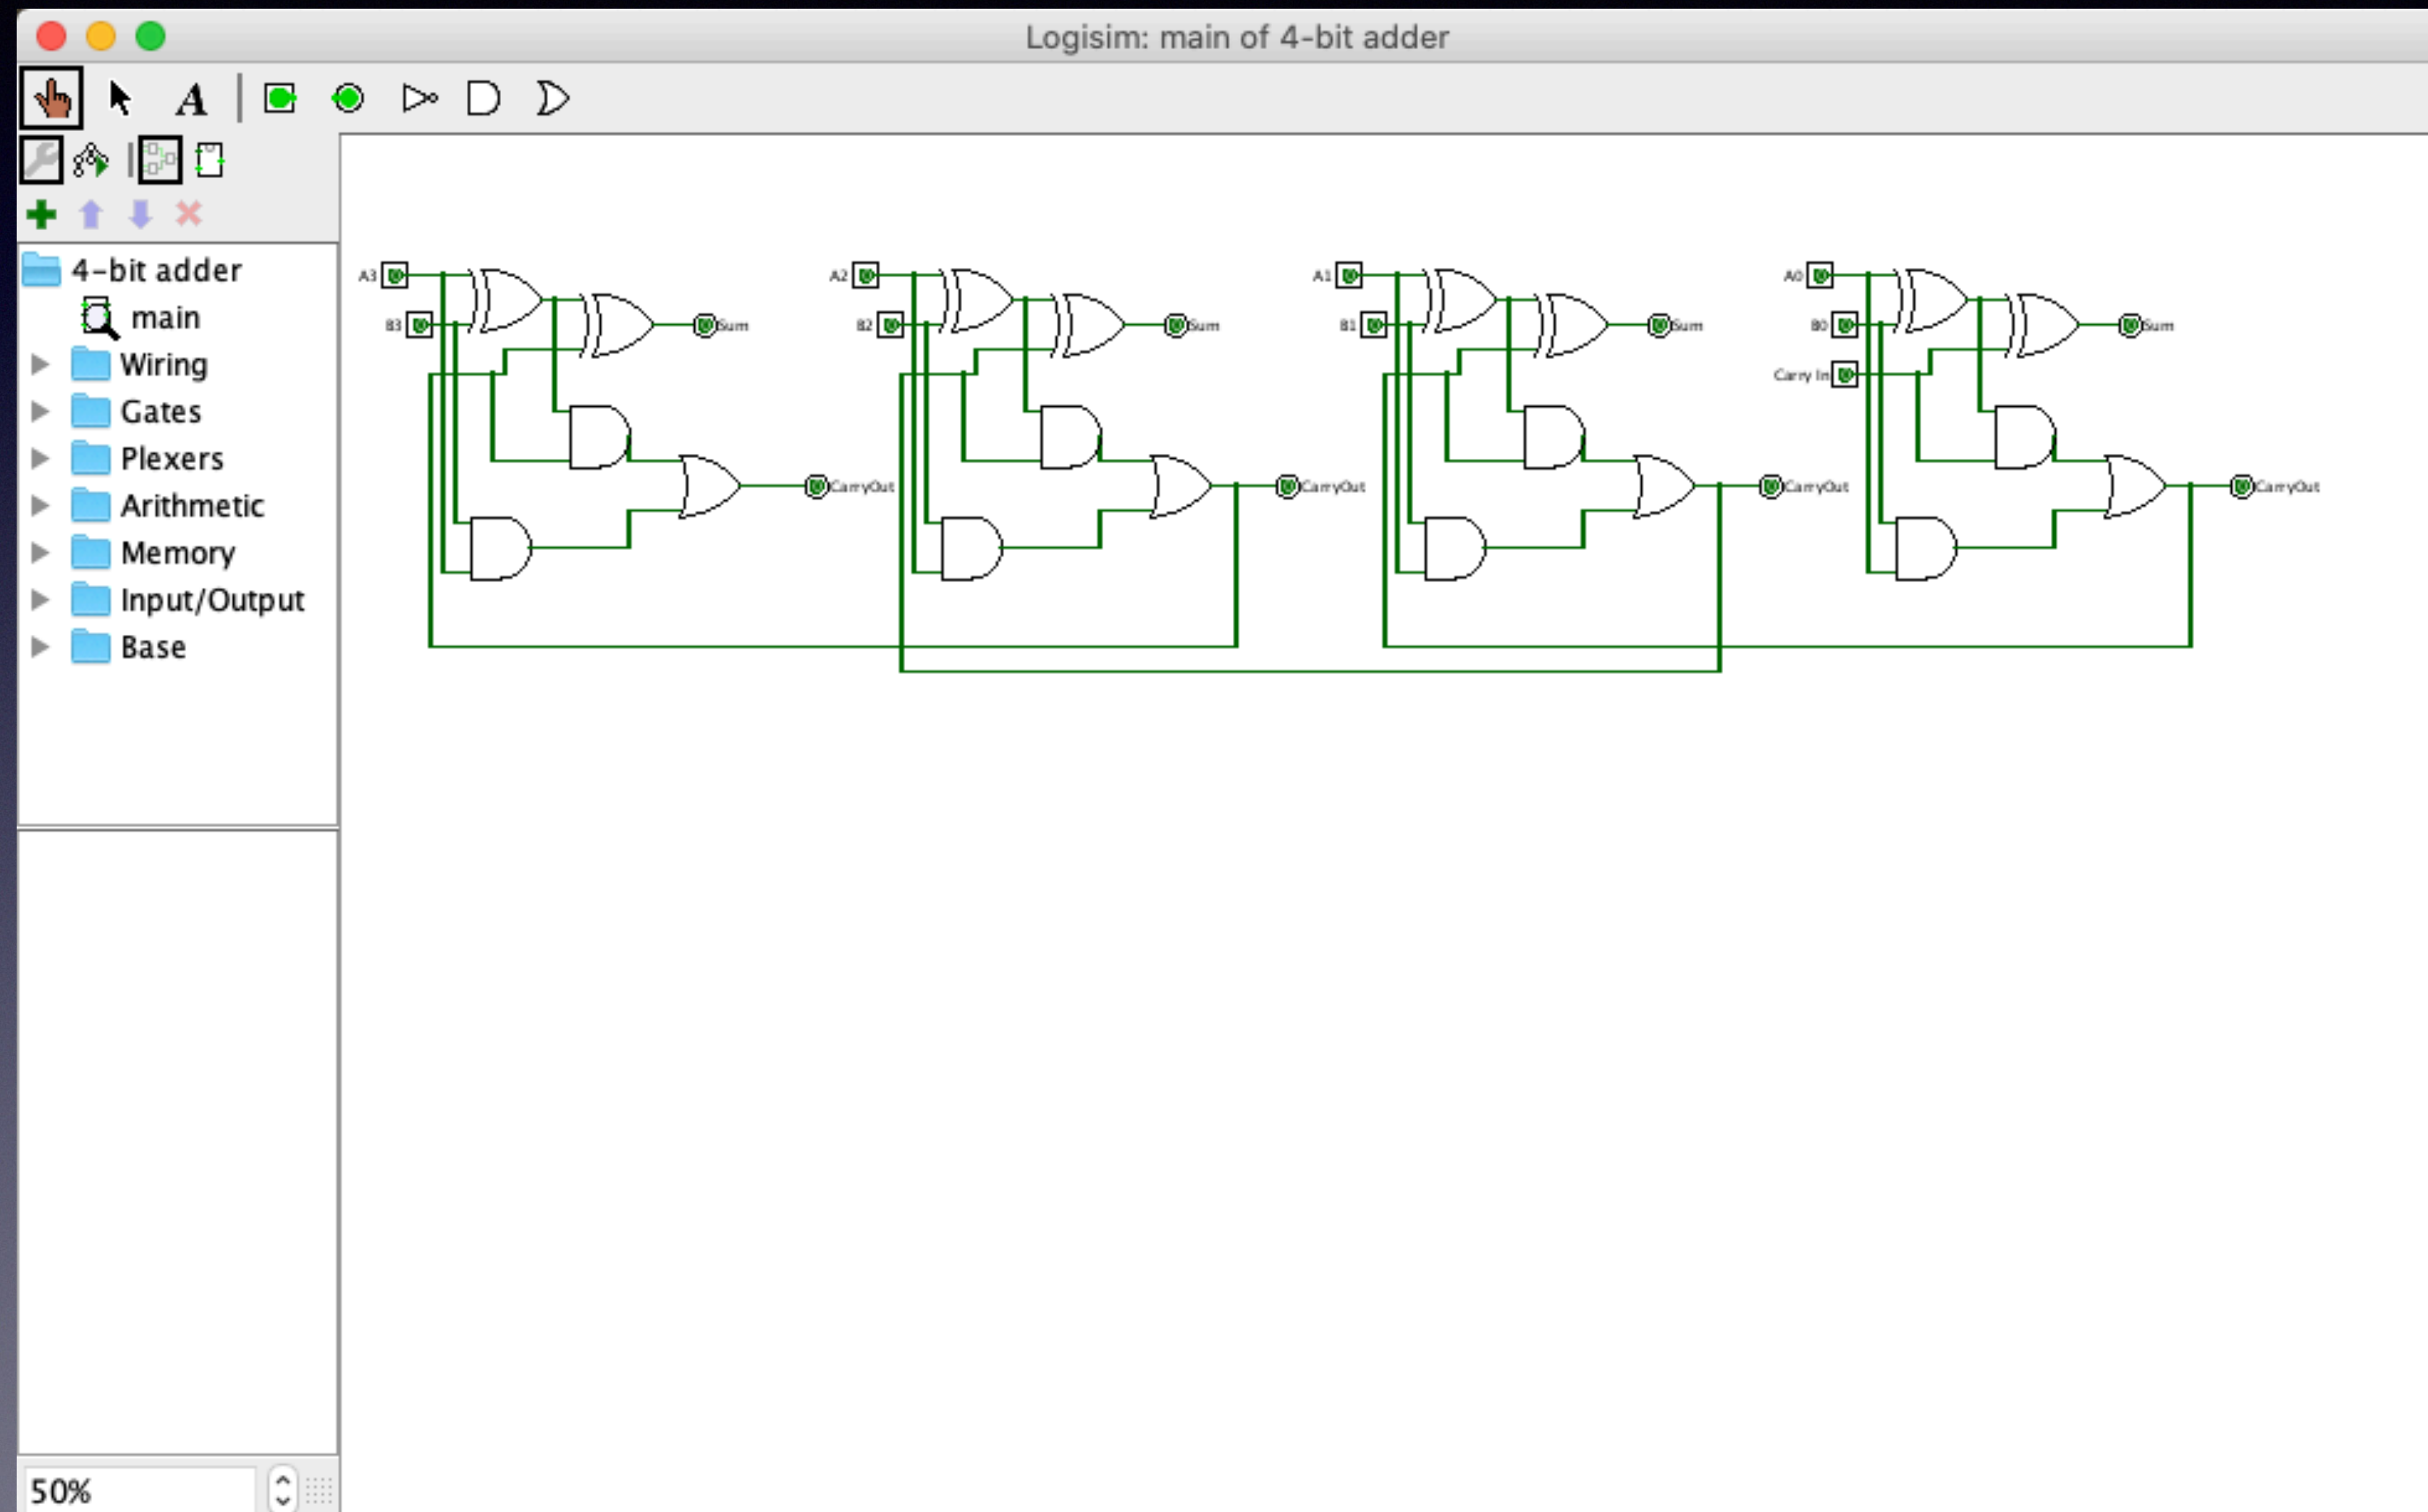 Logisim: main of 4-bit adder
A
4-bit adder
main
Wiring
Gates
Plexers
Arithmetic
Memory
Input/Output
Base
50%
A3
B3
Sum
CarryOut
A2
B2
Sum
CarryOut
A1
B1
Sum
CarryOut
A0
B0
Carry In
Sum
CarryOut